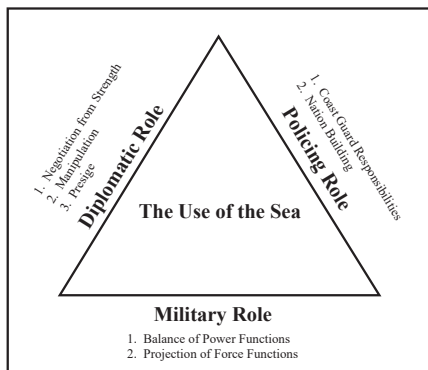 Diplomatic Role
1. Negotiation from Strength
2. Manipulation
3. Presige
Policing Role
1. Coast Guard Responsibilities
2. Nation Building
The Use of the Sea
Military Role
1. Balance of Power Functions
2. Projection of Force Functions